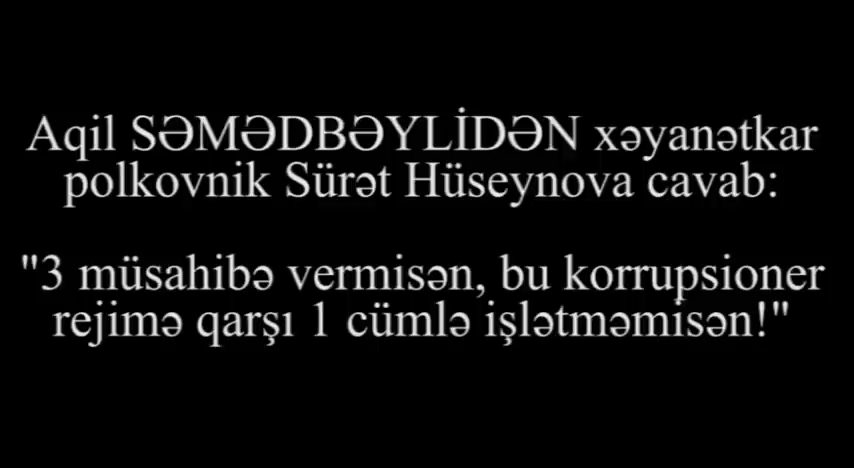 Aqil SƏMƏDBƏYLİDƏN xəyanətkar
polkovnik Sürət Hüseynova cavab:
"3 müsahibə vermisən, bu korrupsioner
rejimə qarşı 1 cümlə işlətməmisən!"